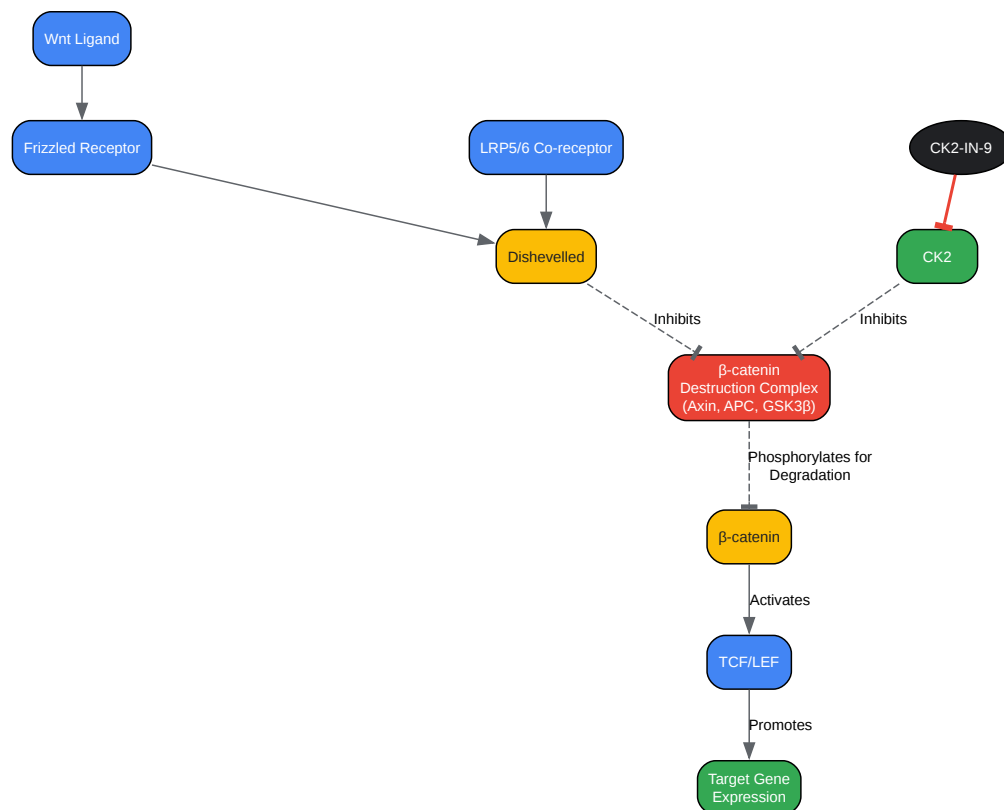 Wnt Ligand
Frizzled Receptor
LRP5/6 Co-receptor
CK2-IN-9
Dishevelled
CK2
Inhibits
Inhibits
β-catenin
Destruction Complex
(Axin, APC, GSK3β)
Phosphorylates for
Degradation
β-catenin
Activates
TCF/LEF
Promotes
Target Gene
Expression